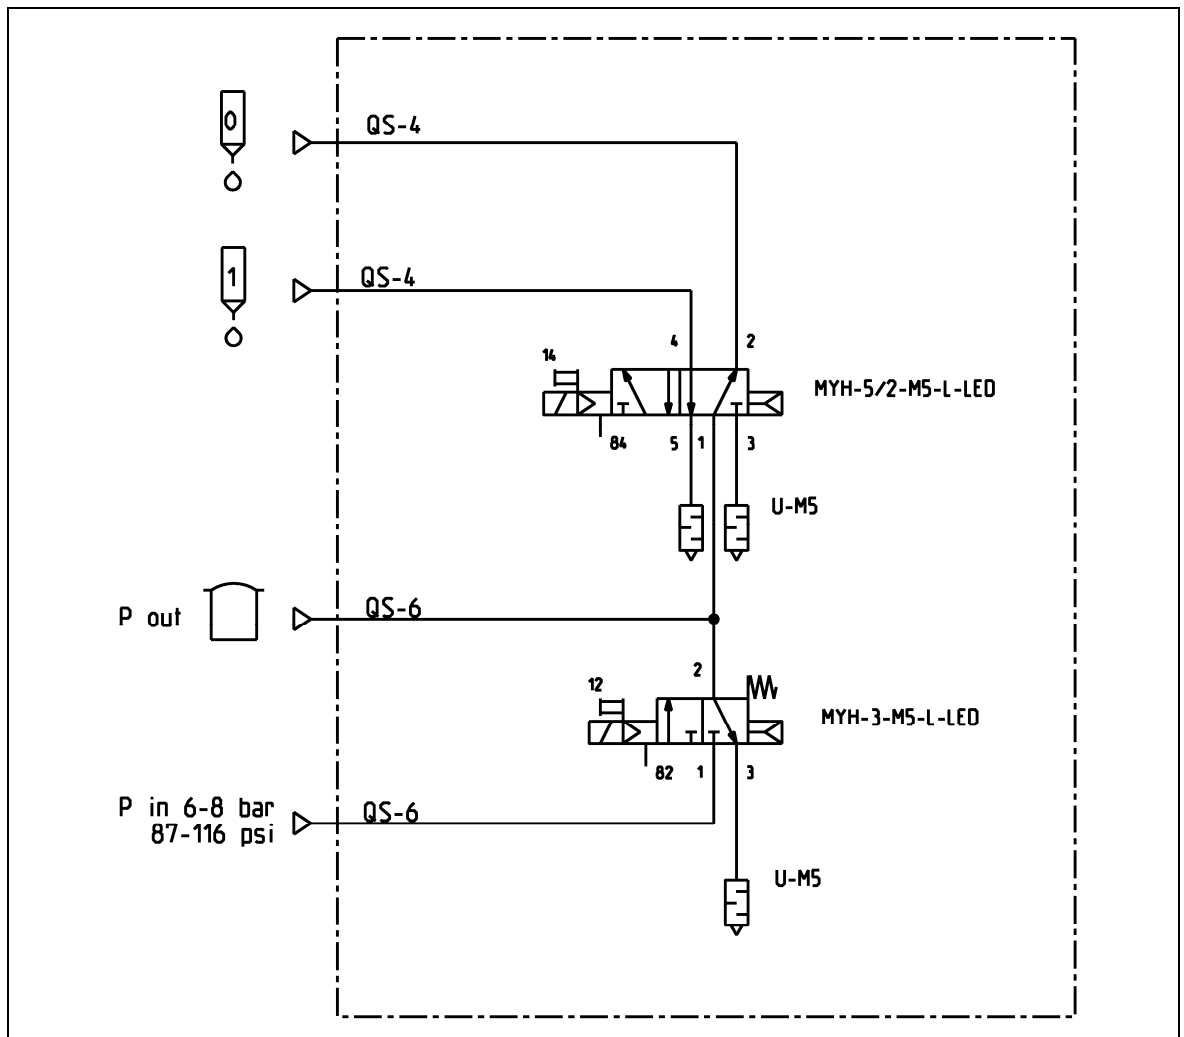 0
QS-4
1
QS-4
4
2
14
MYH-5/2-M5-L-LED
84
5
1
3
U-M5
P out
QS-6
2
12
MYH-3-M5-L-LED
82
1
3
P in 6-8 bar
QS-6
87-116 psi
U-M5